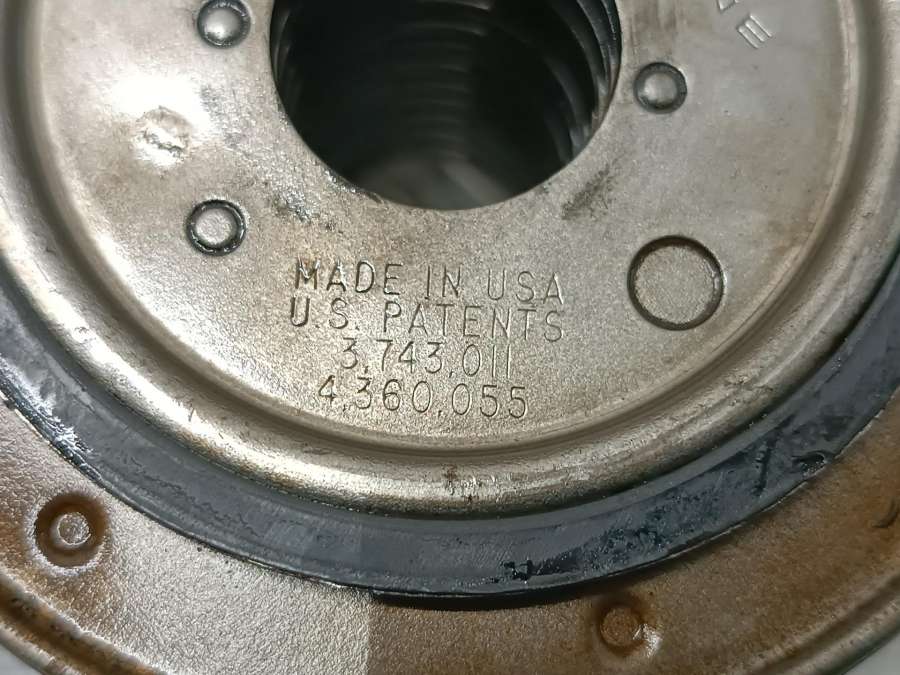 MADE IN USA
U.S. PATENTS
3,743,011
4,360,055